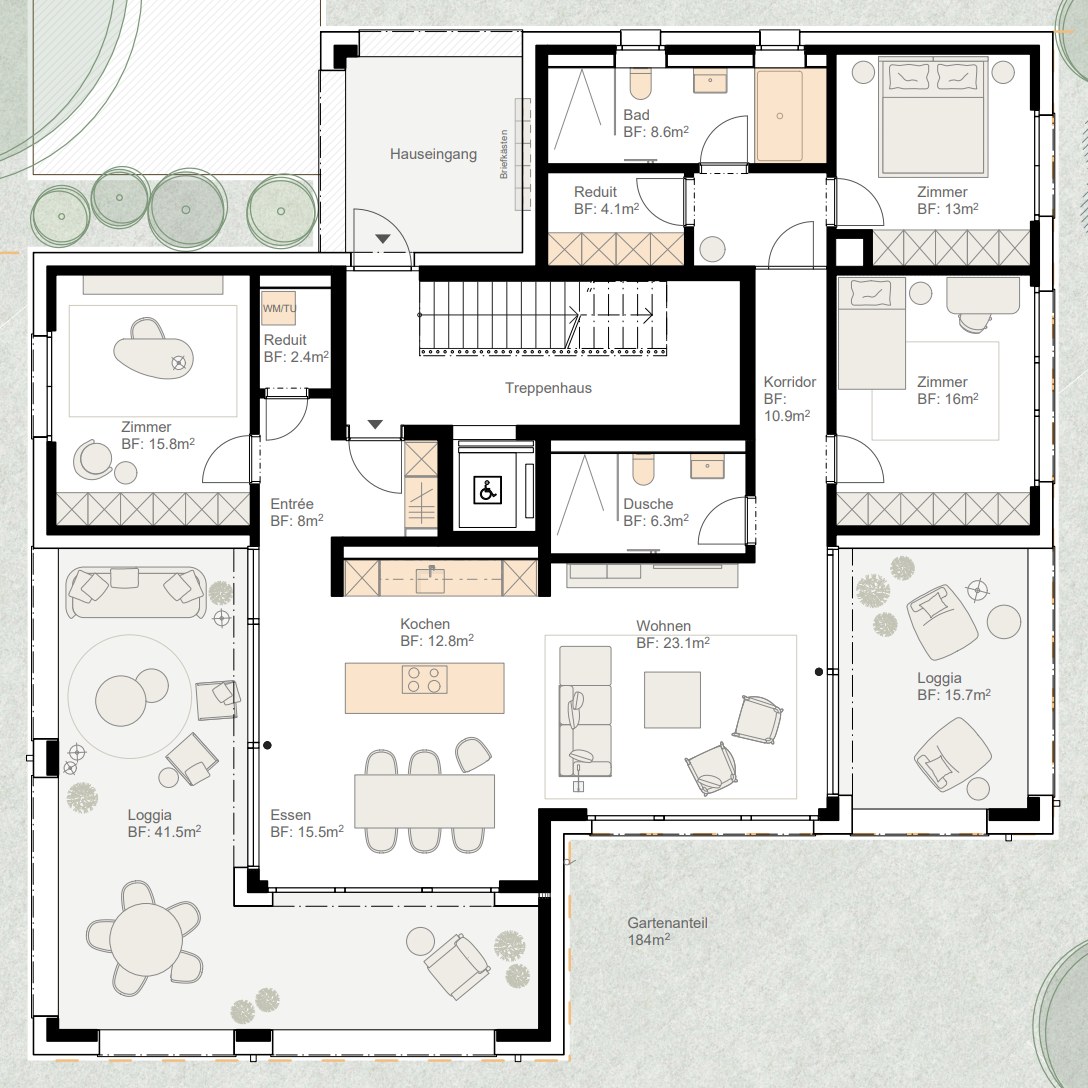 Bad
BF: 8.6m²
Hauseingang
Briefkästen
Reduit
BF: 4.1m²
Zimmer
BF: 13m²
WM/TU
Reduit
BF: 2.4m²
Treppenhaus
Korridor
BF:
10.9m²
Zimmer
BF: 16m²
Zimmer
BF: 15.8m²
Entrée
BF: 8m²
Dusche
BF: 6.3m²
Kochen
BF: 12.8m²
Wohnen
BF: 23.1m²
Loggia
BF: 15.7m²
Loggia
BF: 41.5m²
Essen
BF: 15.5m²
Gartenanteil
184m²